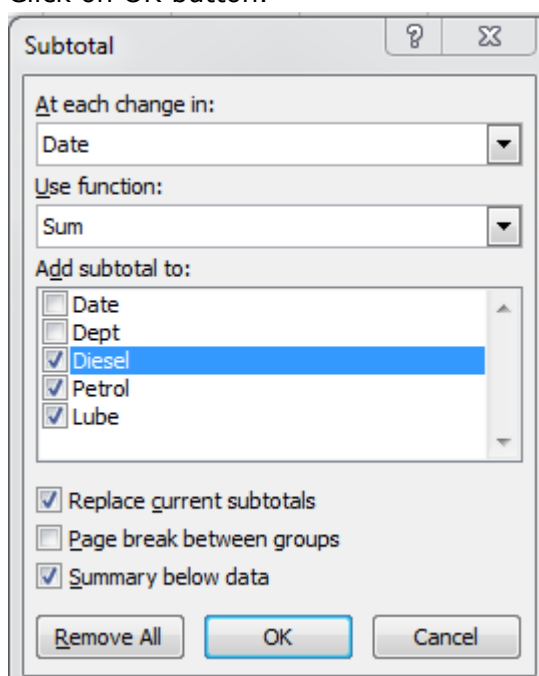 Click on OK button.
Subtotal
?
At each change in:
Date
Use function:
Sum
Add subtotal to:
Date
Dept
Diesel
Petrol
Lube
Replace current subtotals
Page break between groups
Summary below data
Remove All OK Cancel